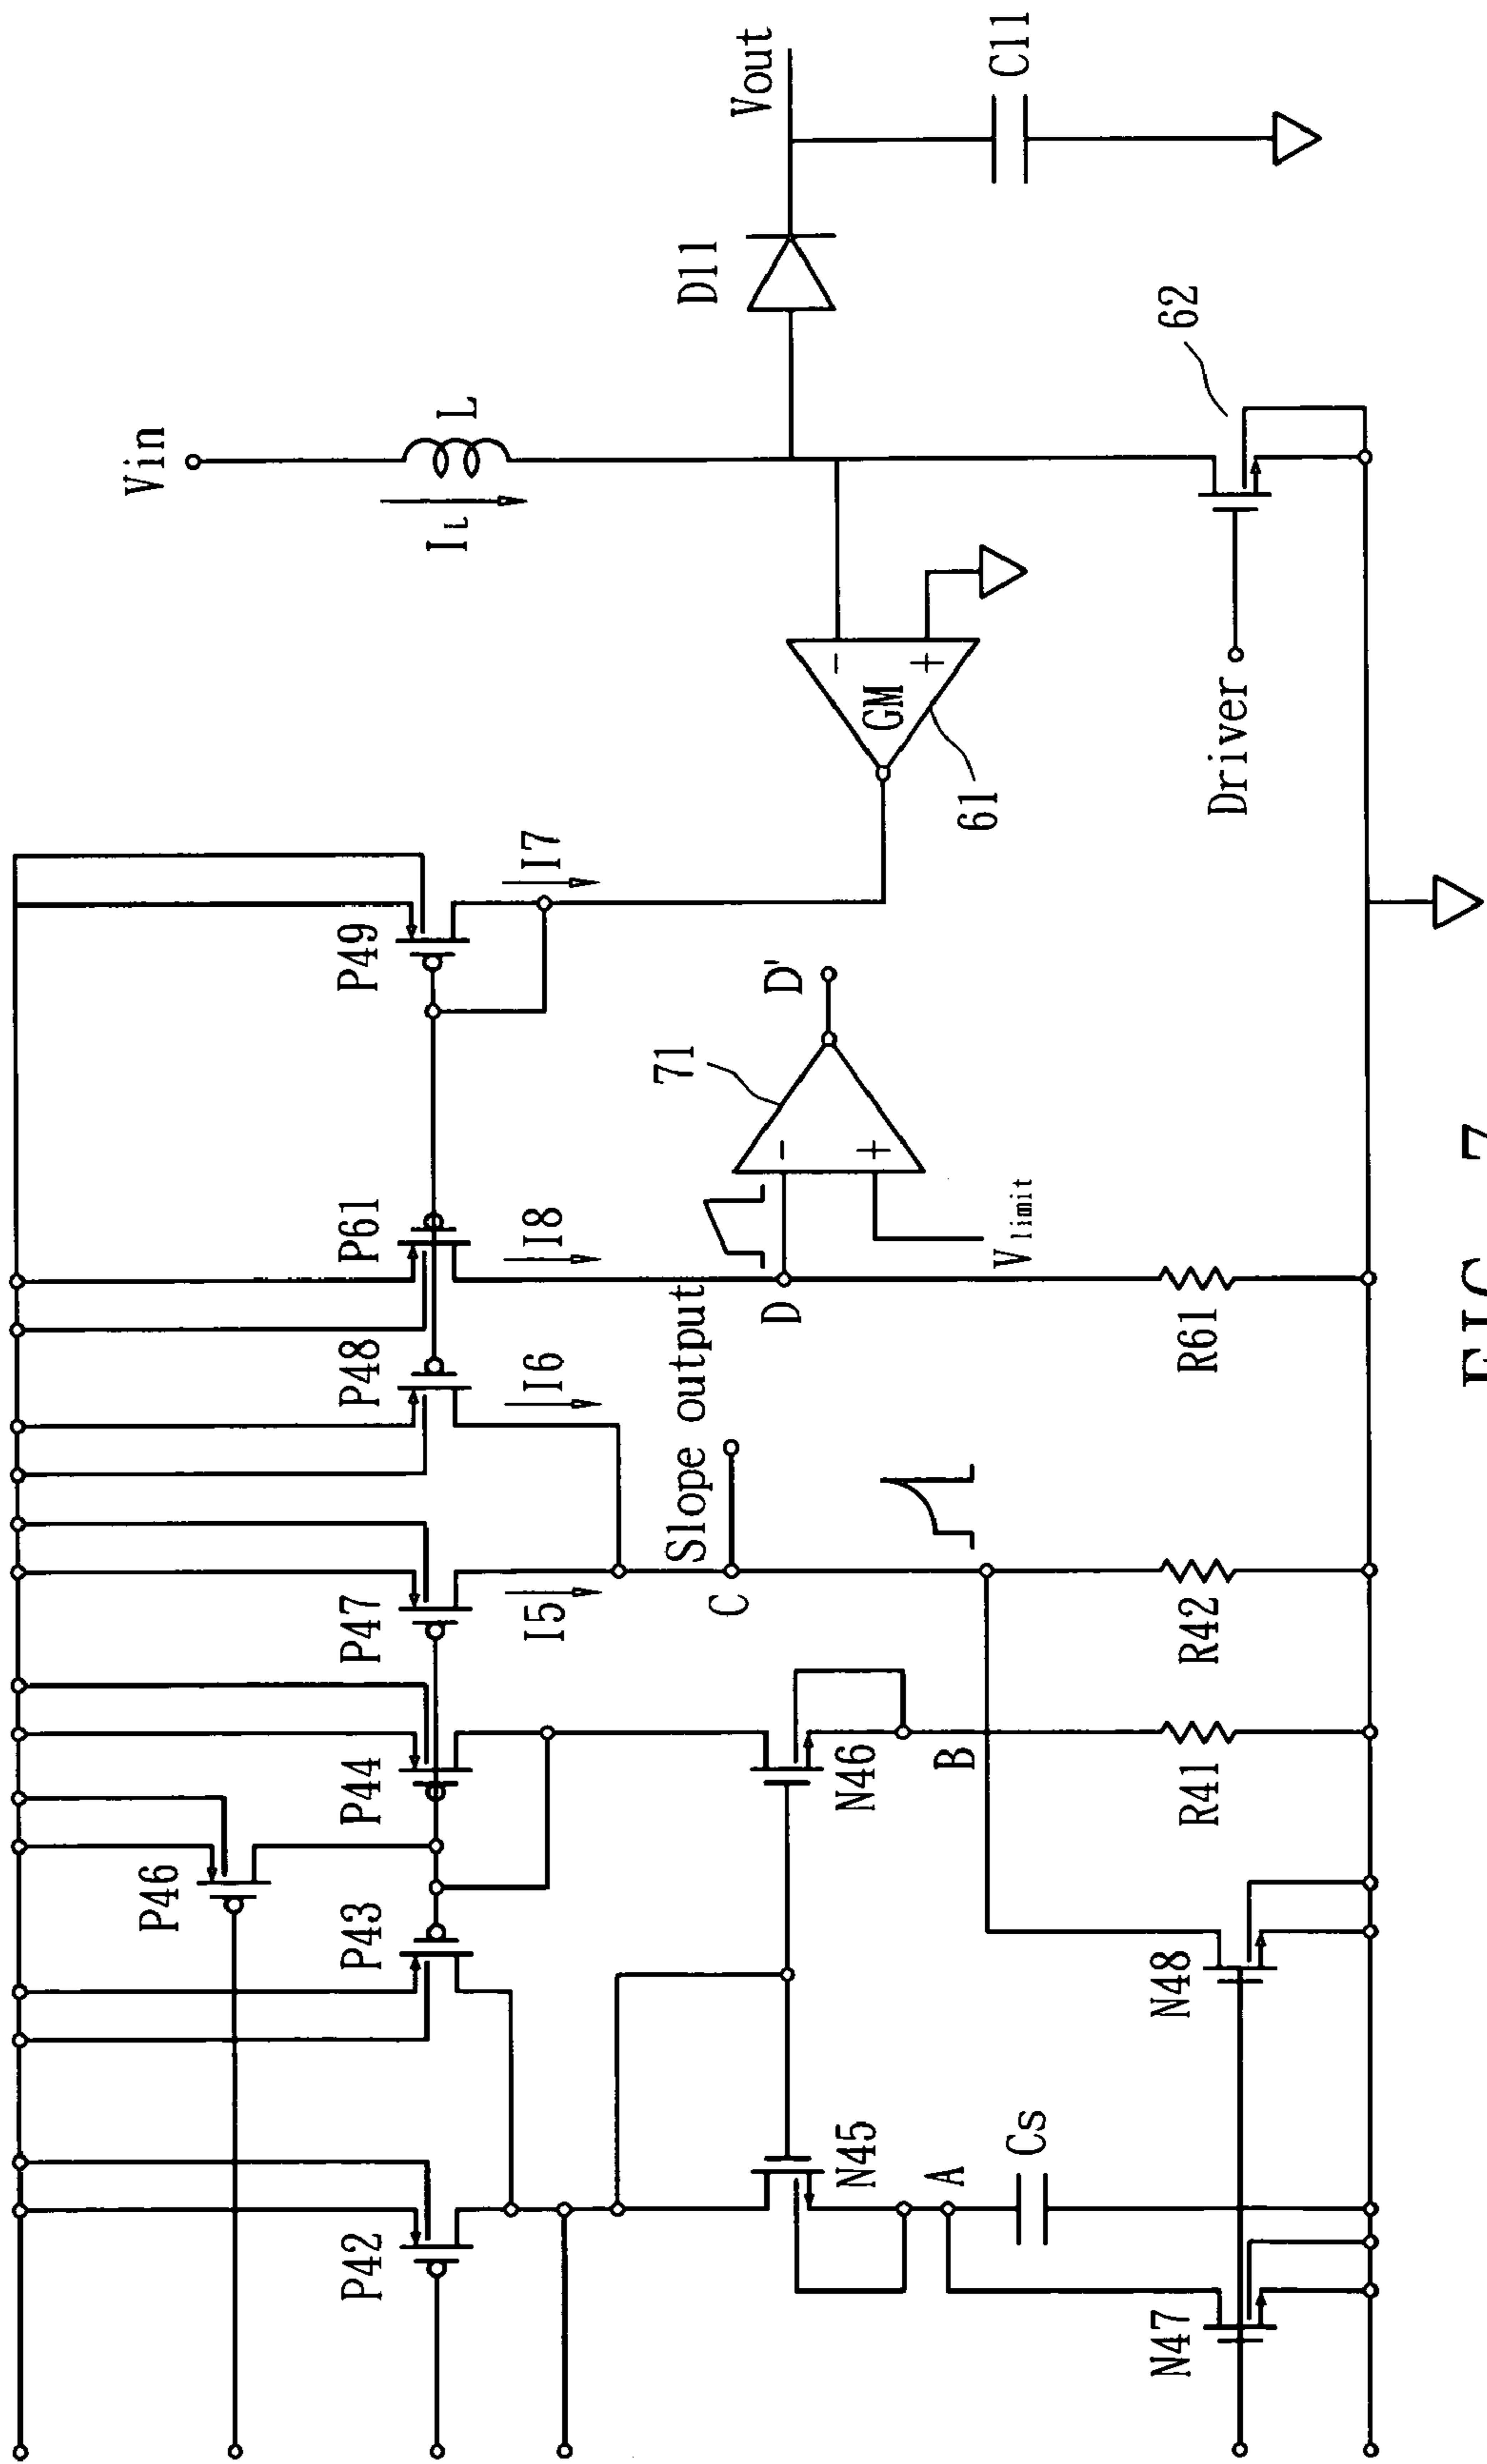 P46
Vin
P42
P43
P44
P47
P48
P61
P49
IL
L
I5
I6
I8
I7
Slope output
71
D11
C
Vout
D
D'
-
+
-
+
N45
N46
GM
A
B
61
Vlimit
Cs
C11
N47
N48
R41
R42
R61
62
Driver
FIG. 7